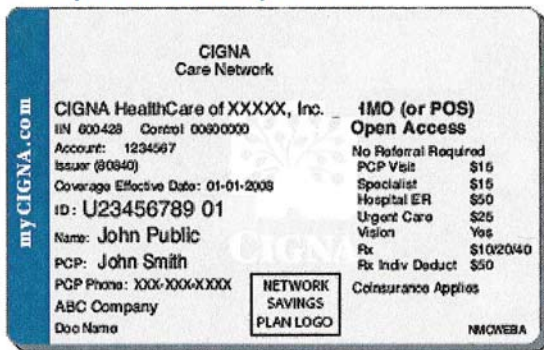 CIGNA
Care Network
myCIGNA.com
CIGNA HealthCare of XXXXX, Inc.
IIN 600428 Control 00600000
Account: 1234567
Issuer (80840)
Coverage Effective Date: 01-01-2008
ID: U23456789 01
Name: John Public
PCP: John Smith
PCP Phone: XXX-XXX-XXXX
ABC Company
Doc Name
NETWORK
SAVINGS
PLAN LOGO
HMO (or POS)
Open Access
No Referral Required
PCP Visit $15
Specialist $15
Hospital ER $50
Urgent Care $25
Vision Yes
Rx $10/20/40
Rx Indiv Deduct $50
Coinsurance Applies
NMCWEBA
CIGNA